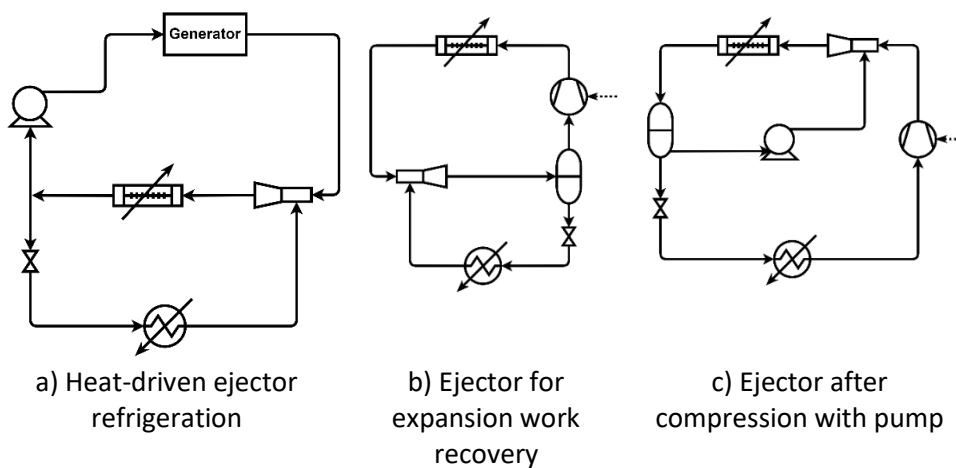 Generator
a) Heat-driven ejector
refrigeration
b) Ejector for
expansion work
recovery
c) Ejector after
compression with pump